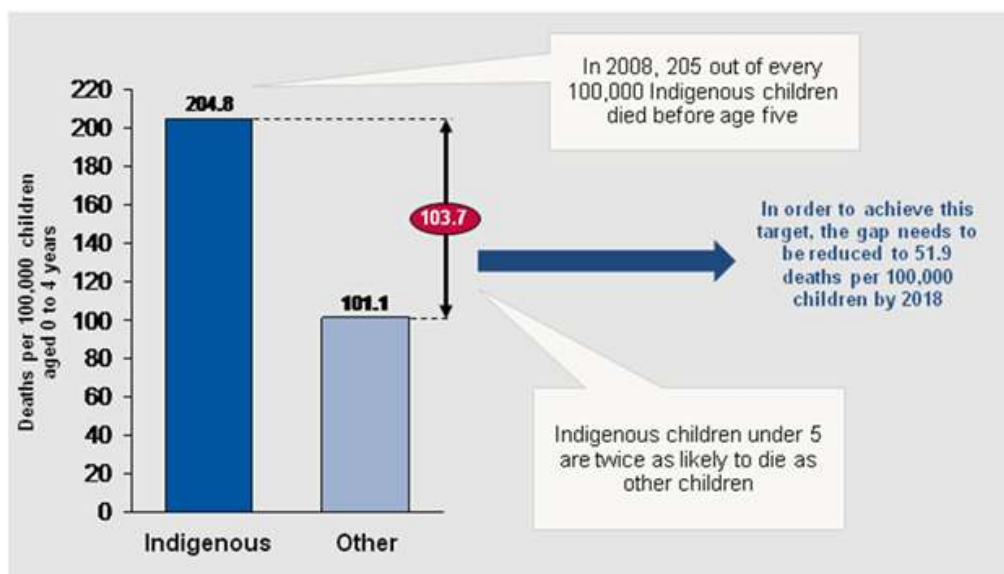 In 2008, 205 out of every
100,000 Indigenous children
died before age five
Deaths per 100,000 children
aged 0 to 4 years
220
200
180
160
140
120
100
80
60
40
20
0
204.8
103.7
101.1
Indigenous
Other
In order to achieve this
target, the gap needs to
be reduced to 51.9
deaths per 100,000
children by 2018
Indigenous children under 5
are twice as likely to die as
other children